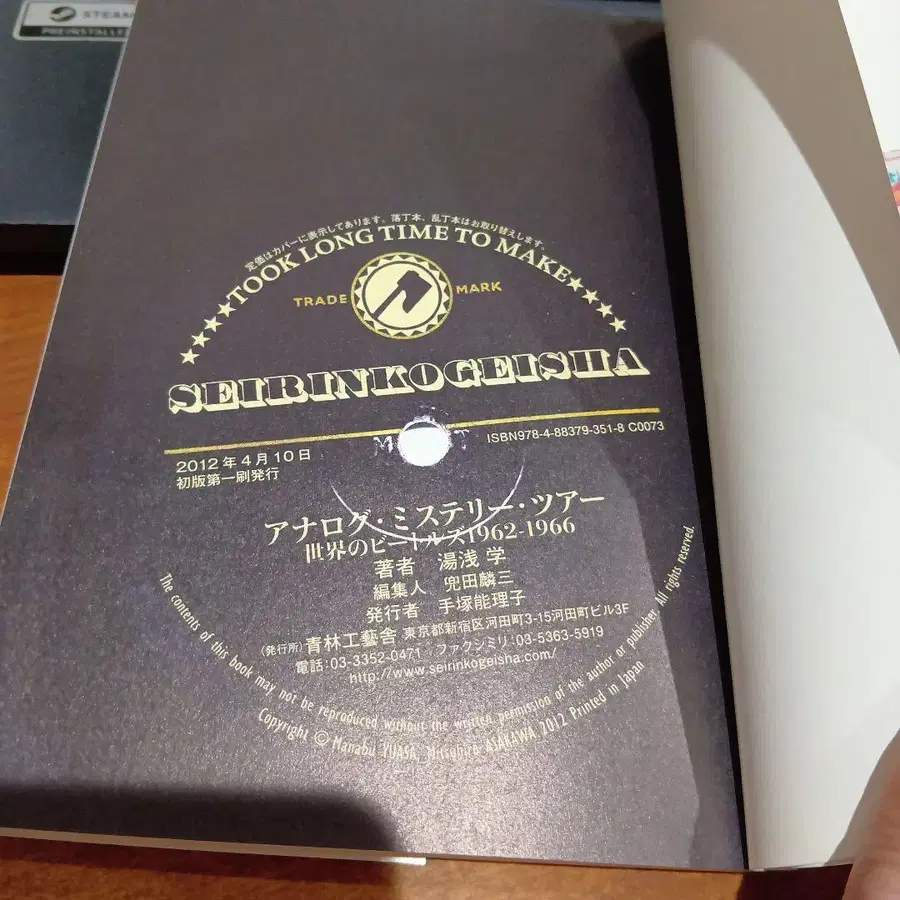 STEAM
PREINSTALLE
定価はカバーに表示してあります。落丁本、乱丁本はお取り替えします。
★★★★TOOK LONG TIME TO MAKE★★★★
TRADE MARK
SEIRINKOGEISHA
ISBN978-4-88379-351-8 C0073
2012年4月10日
初版第一刷発行
アナログ・ミステリー・ツアー
世界のビートルズ1962-1966
著者 湯浅 学
編集人 兜田麟三
発行者 手塚能理子
(発行所) 青林工藝舎 東京都新宿区河田町3-15河田町ビル3F
電話:03-3352-0471 ファクシミリ:03-5363-5919
http://www.seirinkogeisha.com/
The contents of this book may not be reproduced without the written permission of the author or publisher. All rights reserved.
Copyright © Manabu YUASA, Mitsuhiro ASAKAWA, 2012 Printed in Japan